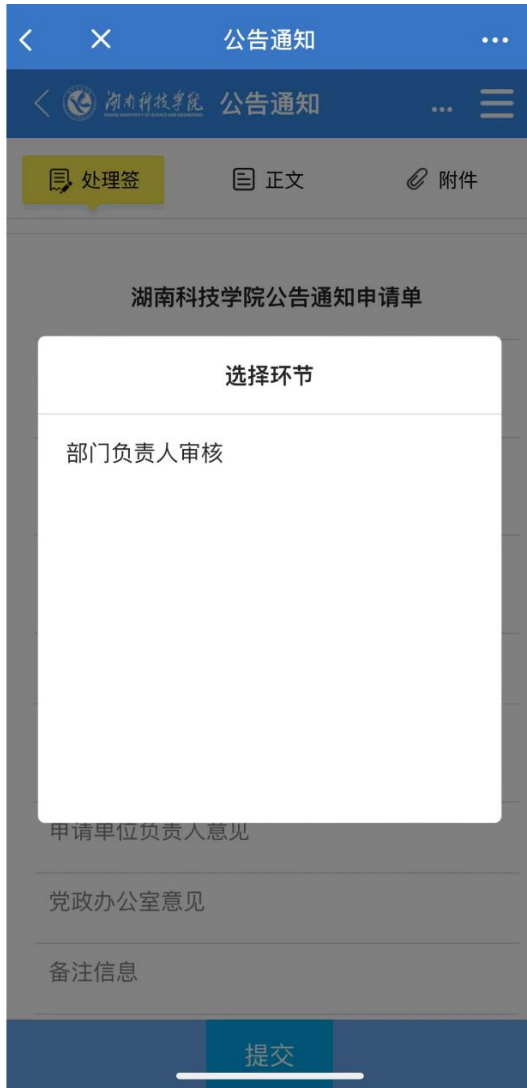 公告通知
湖南科技学院 公告通知
处理签 正文 附件
湖南科技学院公告通知申请单
选择环节
部门负责人审核
申请单位负责人意见
党政办公室意见
备注信息
提交